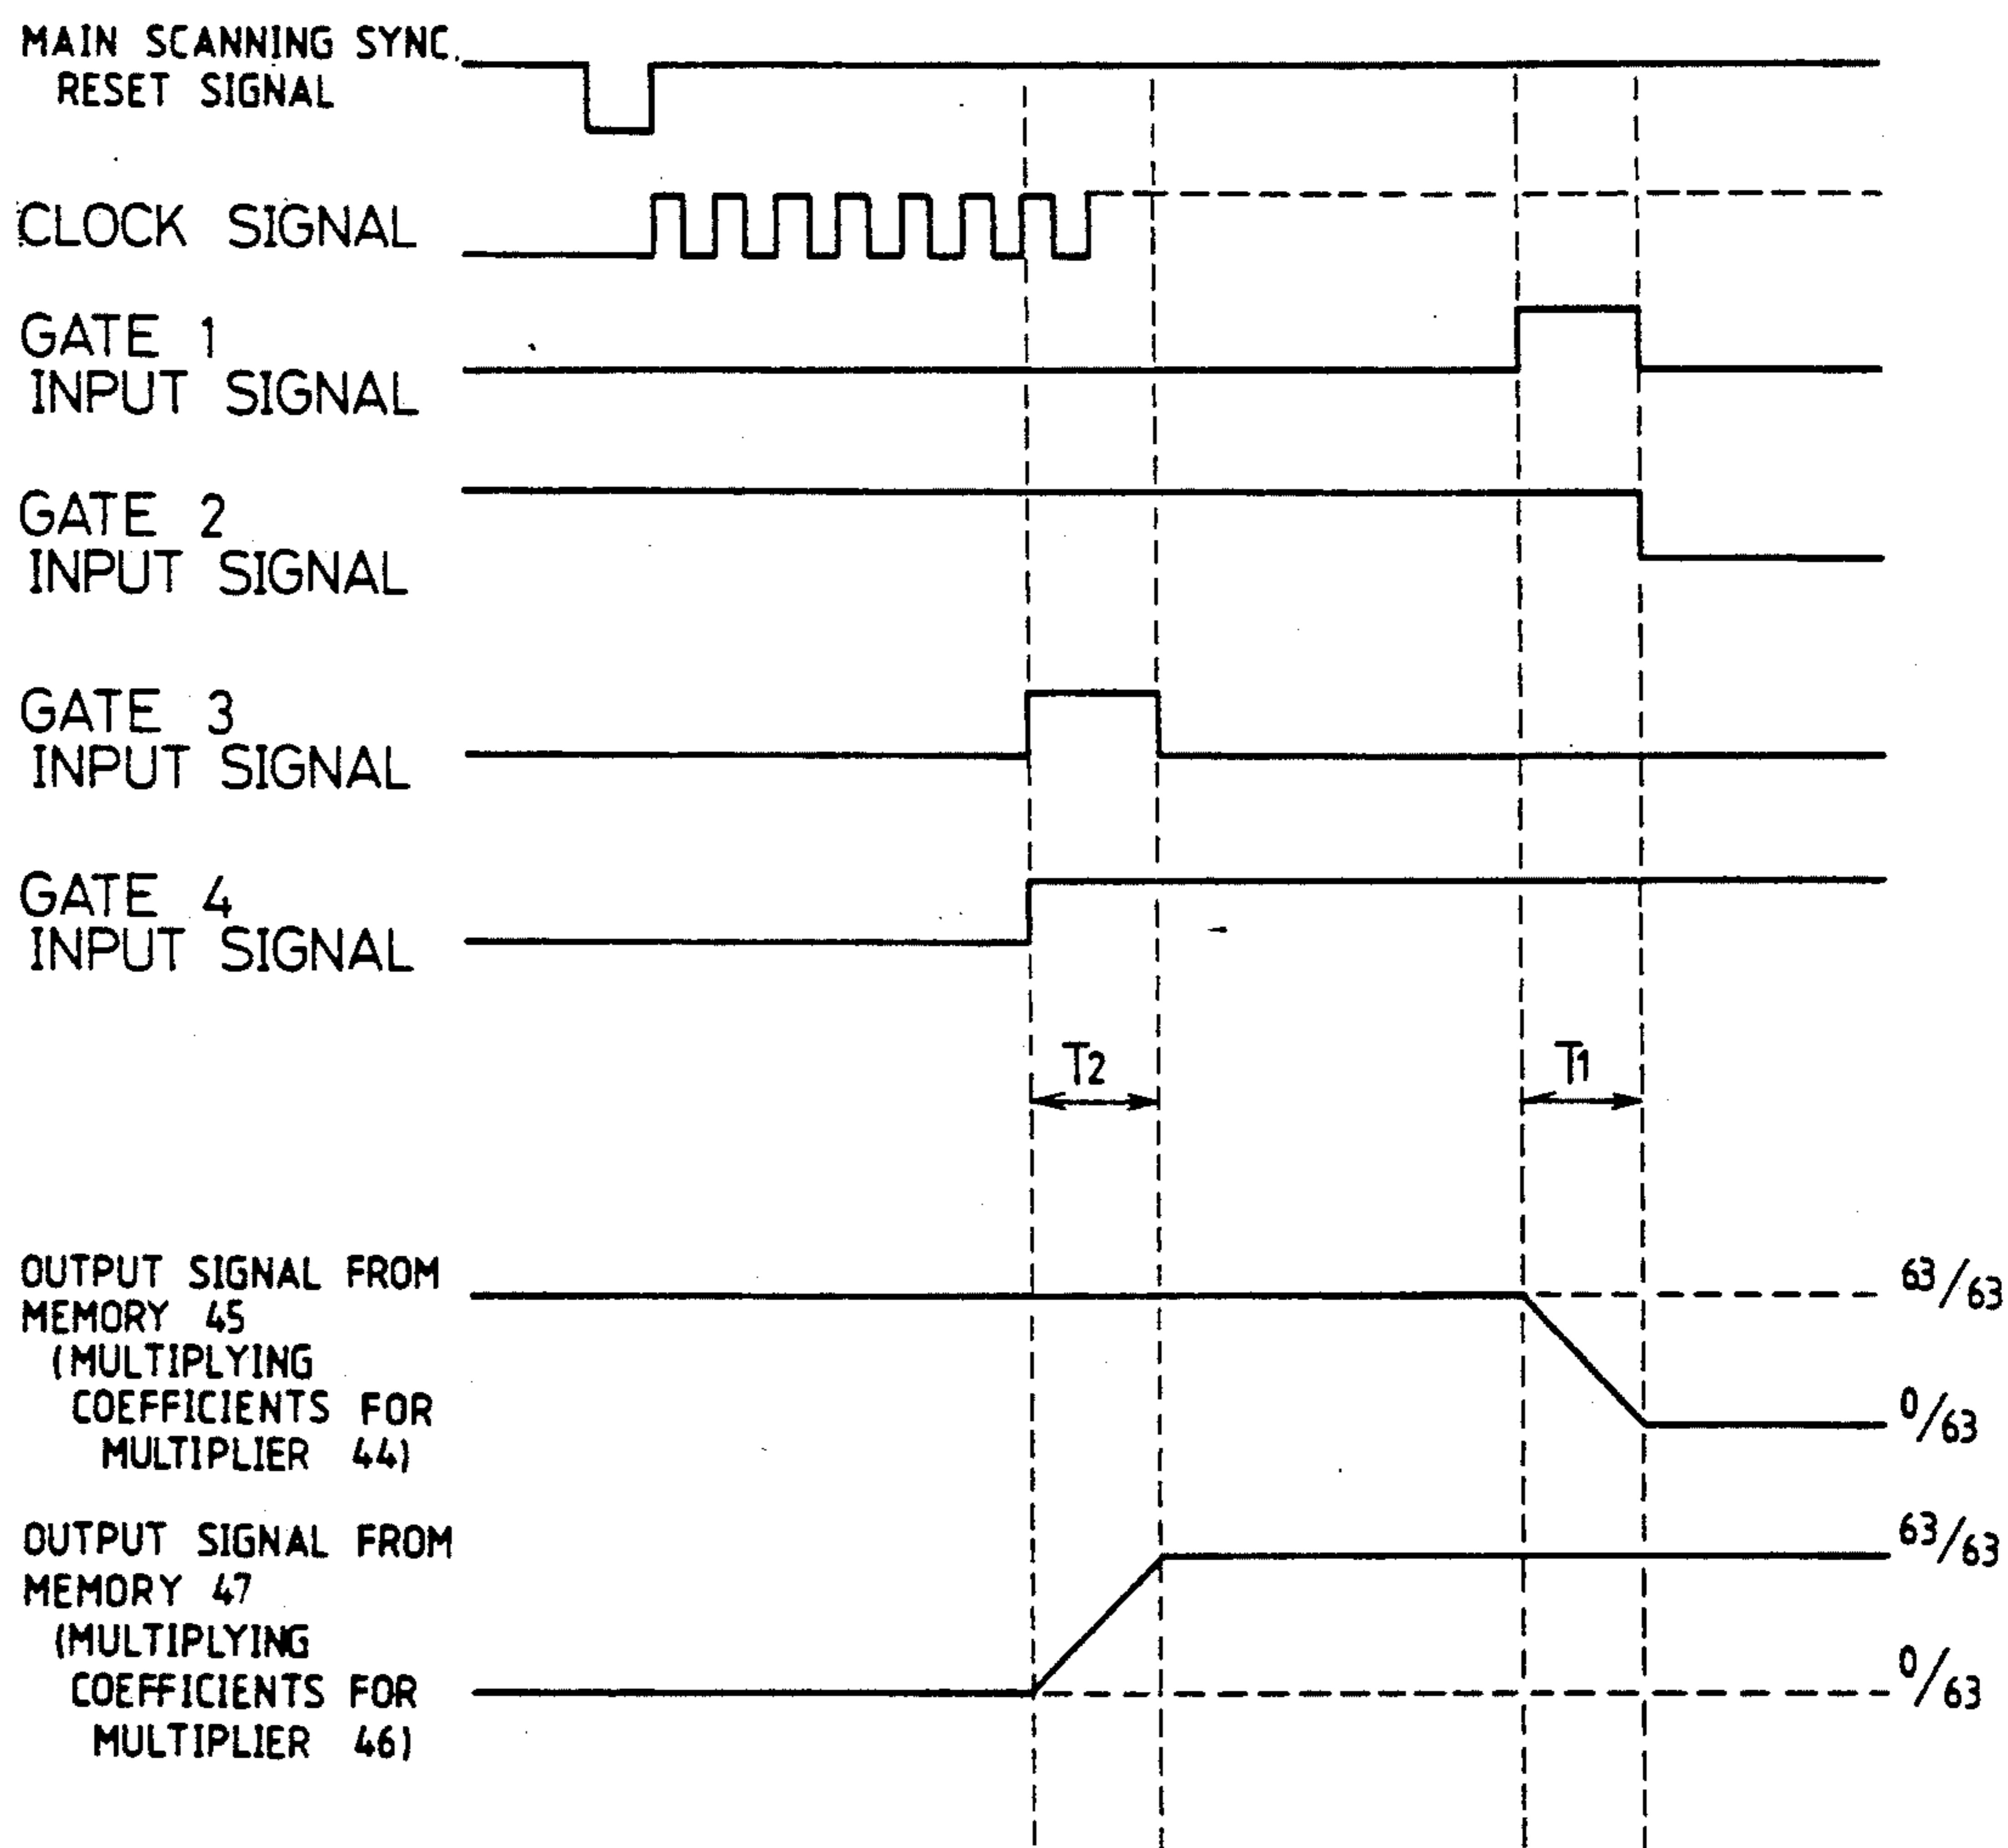 MAIN SCANNING SYNC.
RESET SIGNAL
CLOCK SIGNAL
GATE 1
INPUT SIGNAL
GATE 2
INPUT SIGNAL
GATE 3
INPUT SIGNAL
GATE 4
INPUT SIGNAL
T2
T1
OUTPUT SIGNAL FROM
MEMORY 45
(MULTIPLYING
COEFFICIENTS FOR
MULTIPLIER 44)
63/63
0/63
OUTPUT SIGNAL FROM
MEMORY 47
(MULTIPLYING
COEFFICIENTS FOR
MULTIPLIER 46)
63/63
0/63